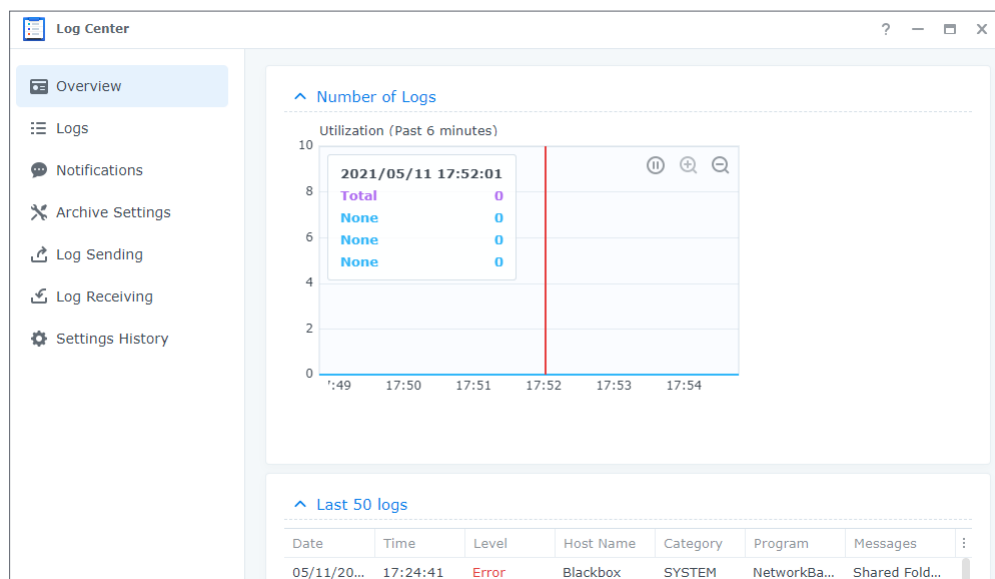 Log Center
?
Overview
Logs
Notifications
Archive Settings
Log Sending
Log Receiving
Settings History
Number of Logs
Utilization (Past 6 minutes)
10
8
6
4
2
0
2021/05/11 17:52:01
Total 0
None 0
None 0
None 0
':49 17:50 17:51 17:52 17:53 17:54
Last 50 logs
Date Time Level Host Name Category Program Messages
05/11/20... 17:24:41 Error Blackbox SYSTEM NetworkBa... Shared Fold...